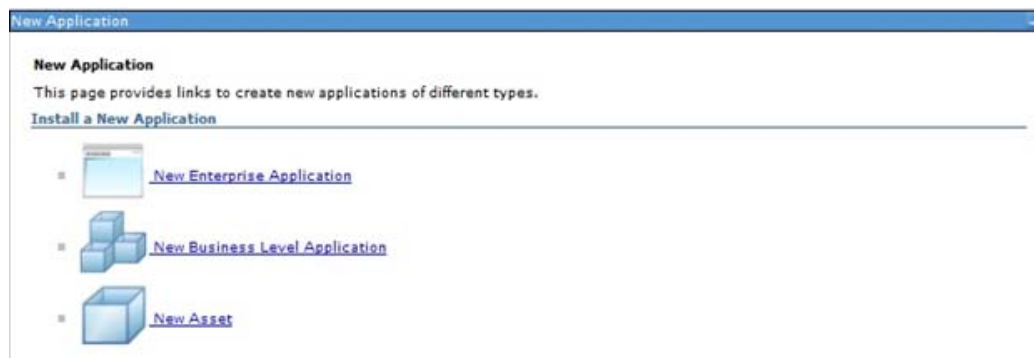 New Application
New Application
This page provides links to create new applications of different types.
Install a New Application
New Enterprise Application
New Business Level Application
New Asset